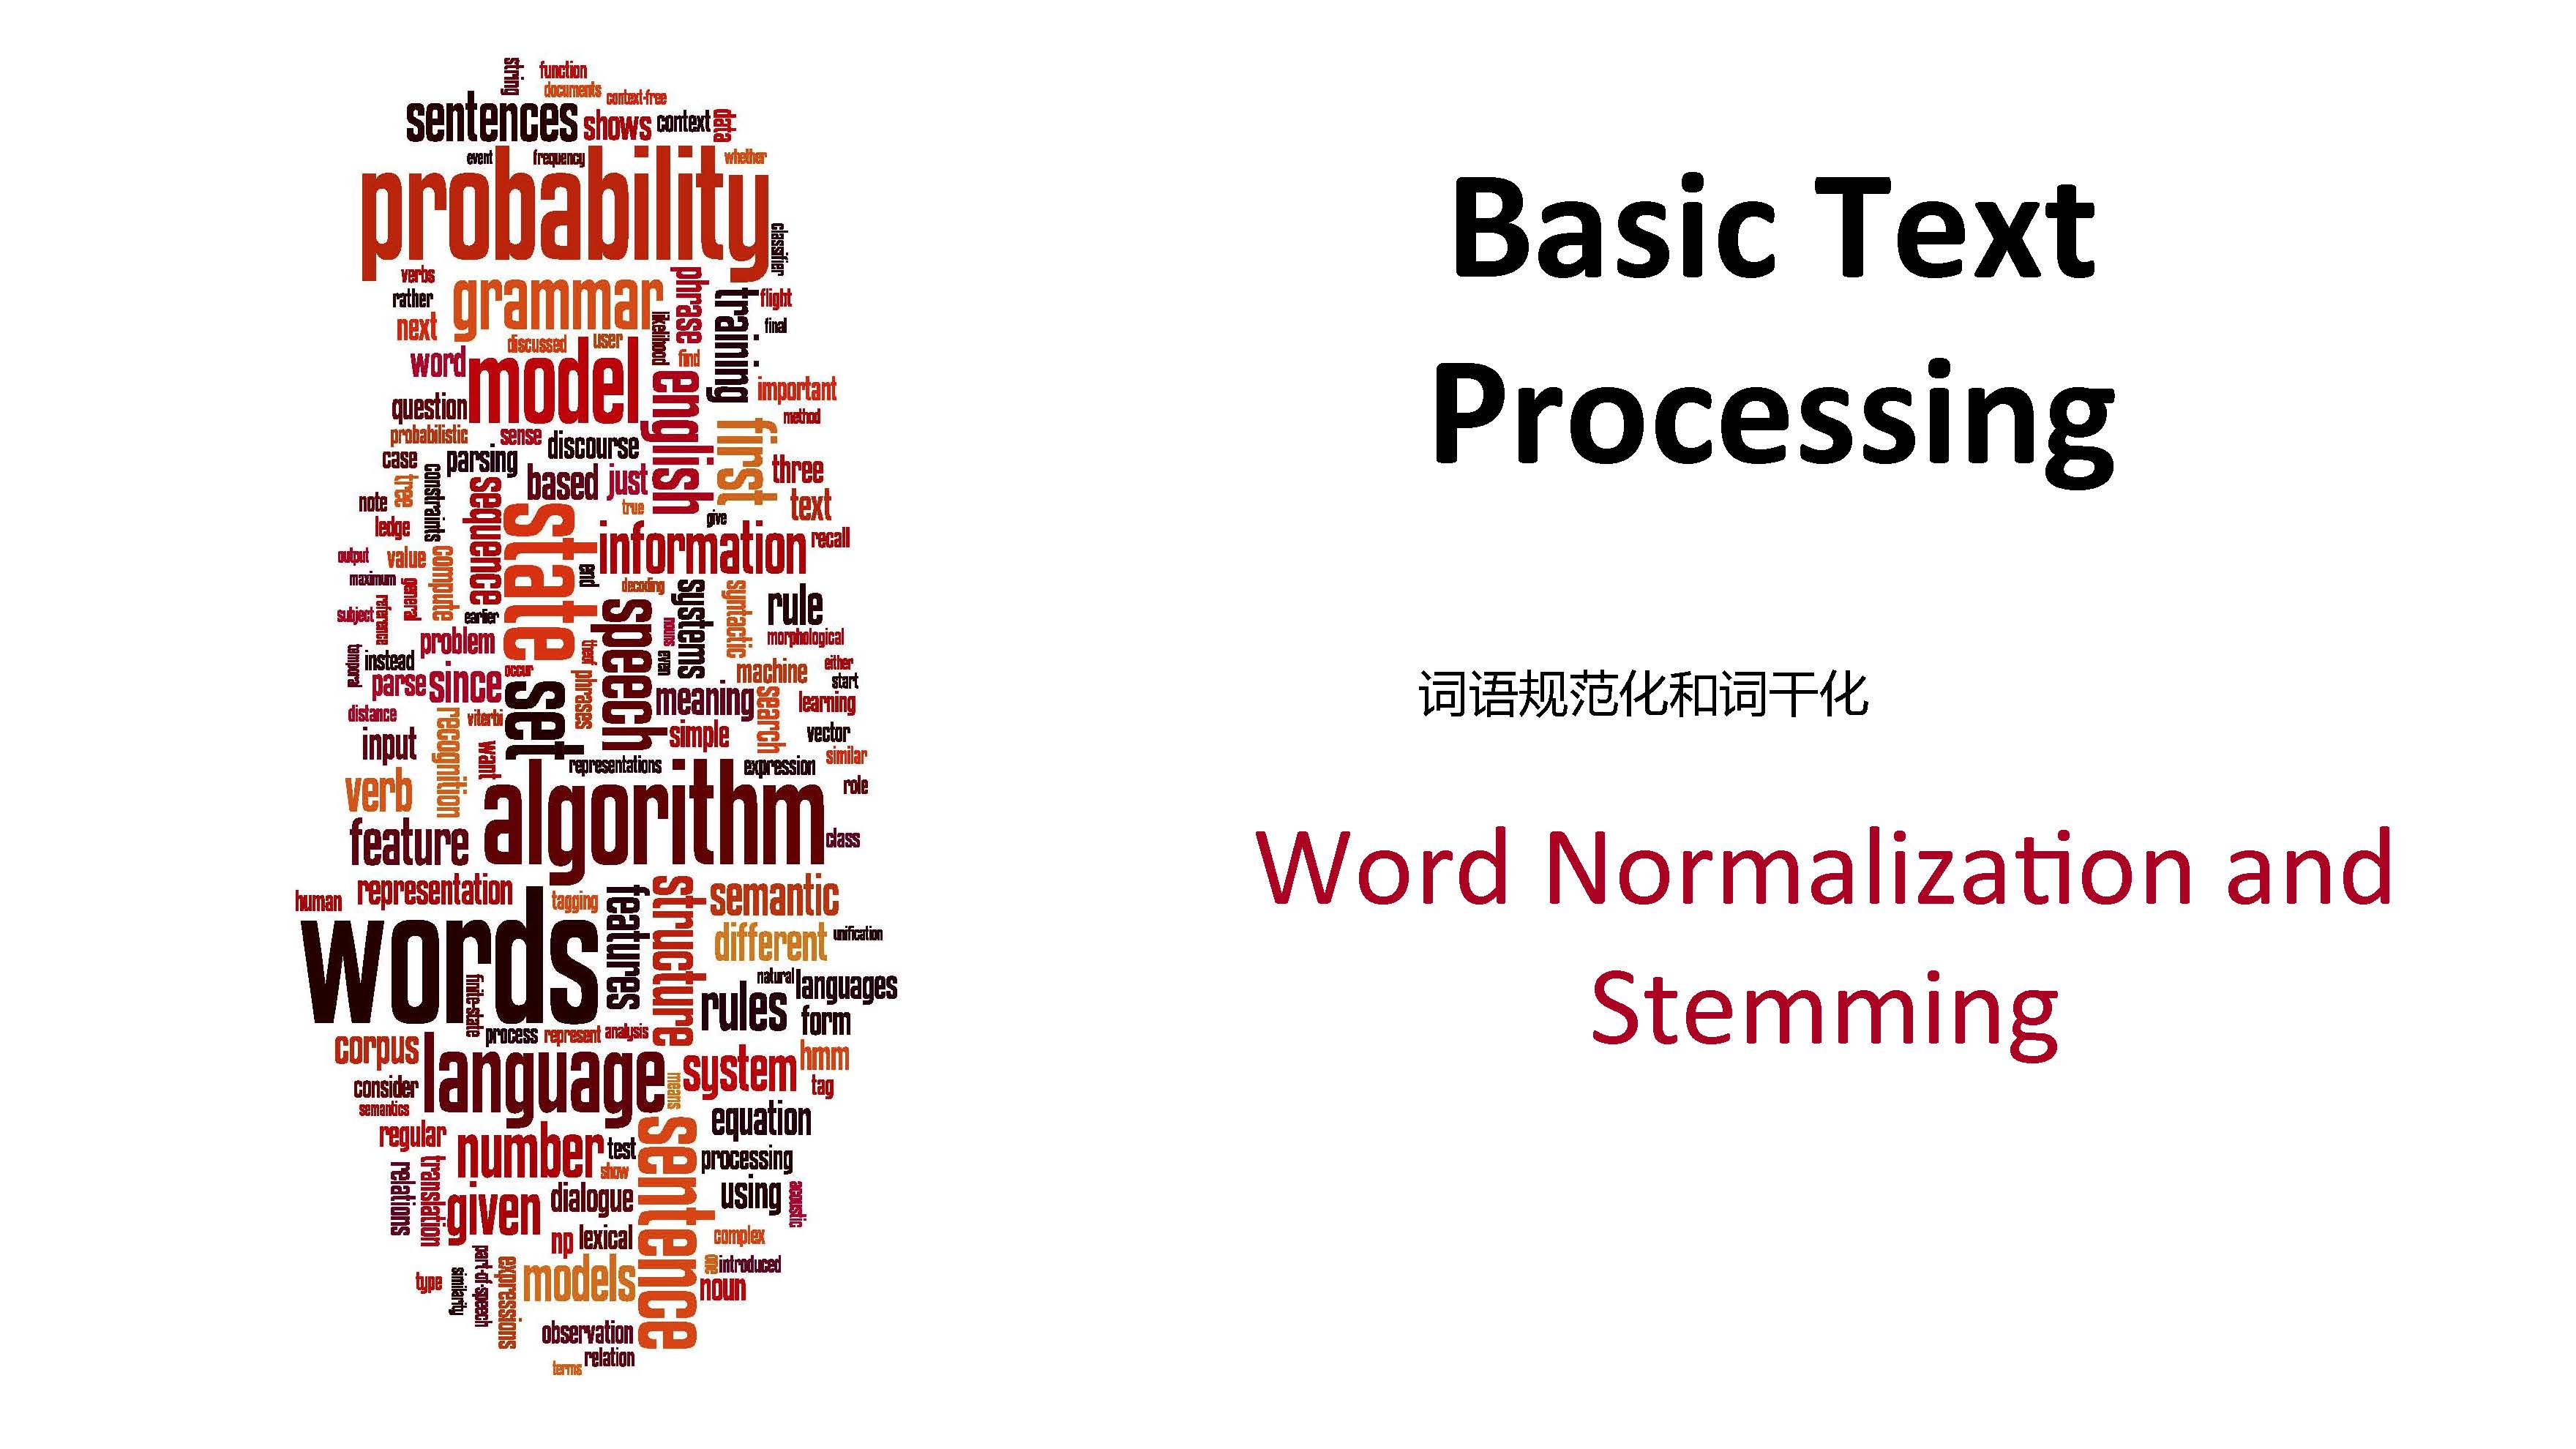 string
function
documents
context-free
sentences
shows
context
data
event
frequency
whether
probability
classifier
verbs
rather
next
grammar
phrase
training
flight
final
likelihood
discussed
user
find
word
model
english
important
method
question
first
probabilistic
sense
discourse
case
parsing
three
tree
constraints
sequence
based
just
text
note
true
give
ledge
state
information
recall
output
value
compute
end
decoding
systems
syntactic
maximum
general
rule
subject
reference
earlier
speech
nouns
morphological
problem
theof
even
temporal
instead
occur
phrases
machine
either
start
parse
since
set
meaning
search
learning
distance
recognition
viterbi
simple
vector
input
want
similar
representations
expression
verb
algorithm
role
feature
class
human
representation
tagging
features
structure
semantic
words
different
unification
finite-state
natural
languages
rules
form
process
represent
analysis
corpus
language
system
hmm
consider
means
tag
semantics
equation
regular
number
test
sentence
show
processing
relations
translation
given
dialogue
using
acoustic
np
lexical
complex
part-of-speech
expressions
one
introduced
type
similarity
models
noun
observation
relation
terms
Basic Text
Processing
词语规范化和词干化
Word Normalization and
Stemming